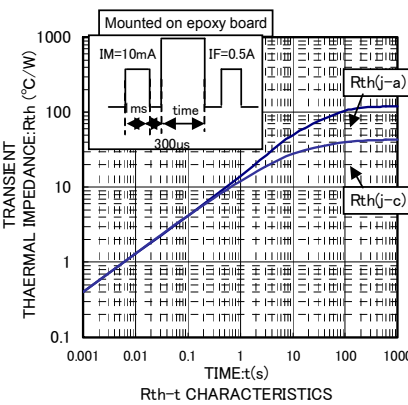 Mounted on epoxy board
IM=10mA
IF=0.5A
1ms
time
300us
Rth(j-a)
Rth(j-c)
TRANSIENT
THAERMAL IMPEDANCE:Rth (℃/W)
1000
100
10
1
0.1
0.001
0.01
0.1
1
10
100
1000
TIME:t(s)
Rth-t CHARACTERISTICS